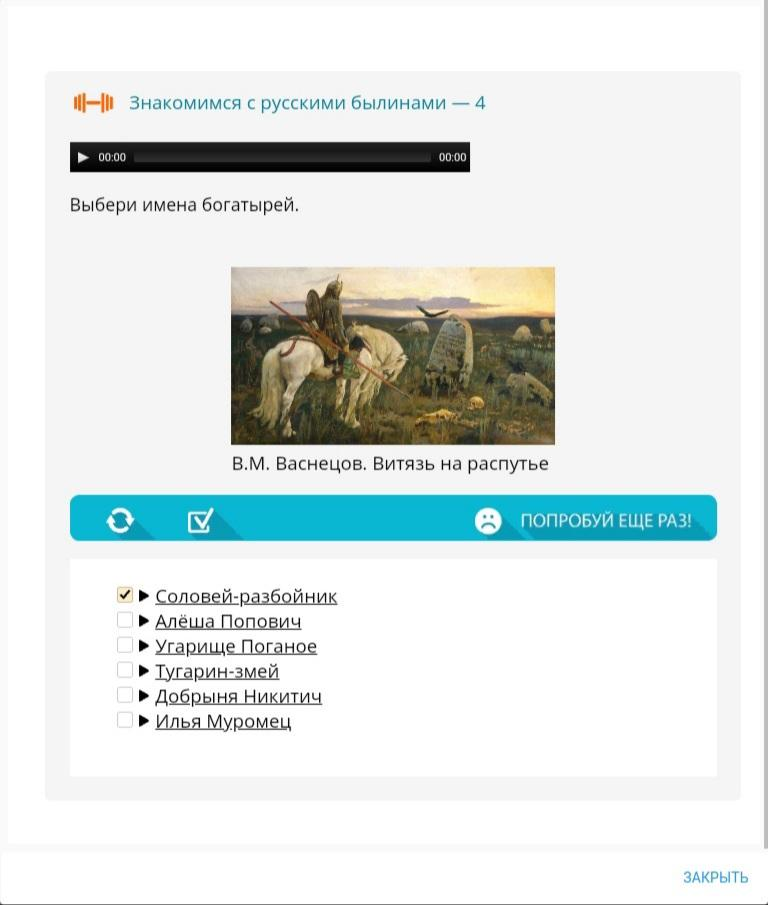 Знакомимся с русскими былинами — 4
00:00 00:00
Выбери имена богатырей.
В.М. Васнецов. Витязь на распутье
ПОПРОБУЙ ЕЩЕ РАЗ!
Соловей-разбойник
Алёша Попович
Угарище Поганое
Тугарин-змей
Добрыня Никитич
Илья Муромец
ЗАКРЫТЬ